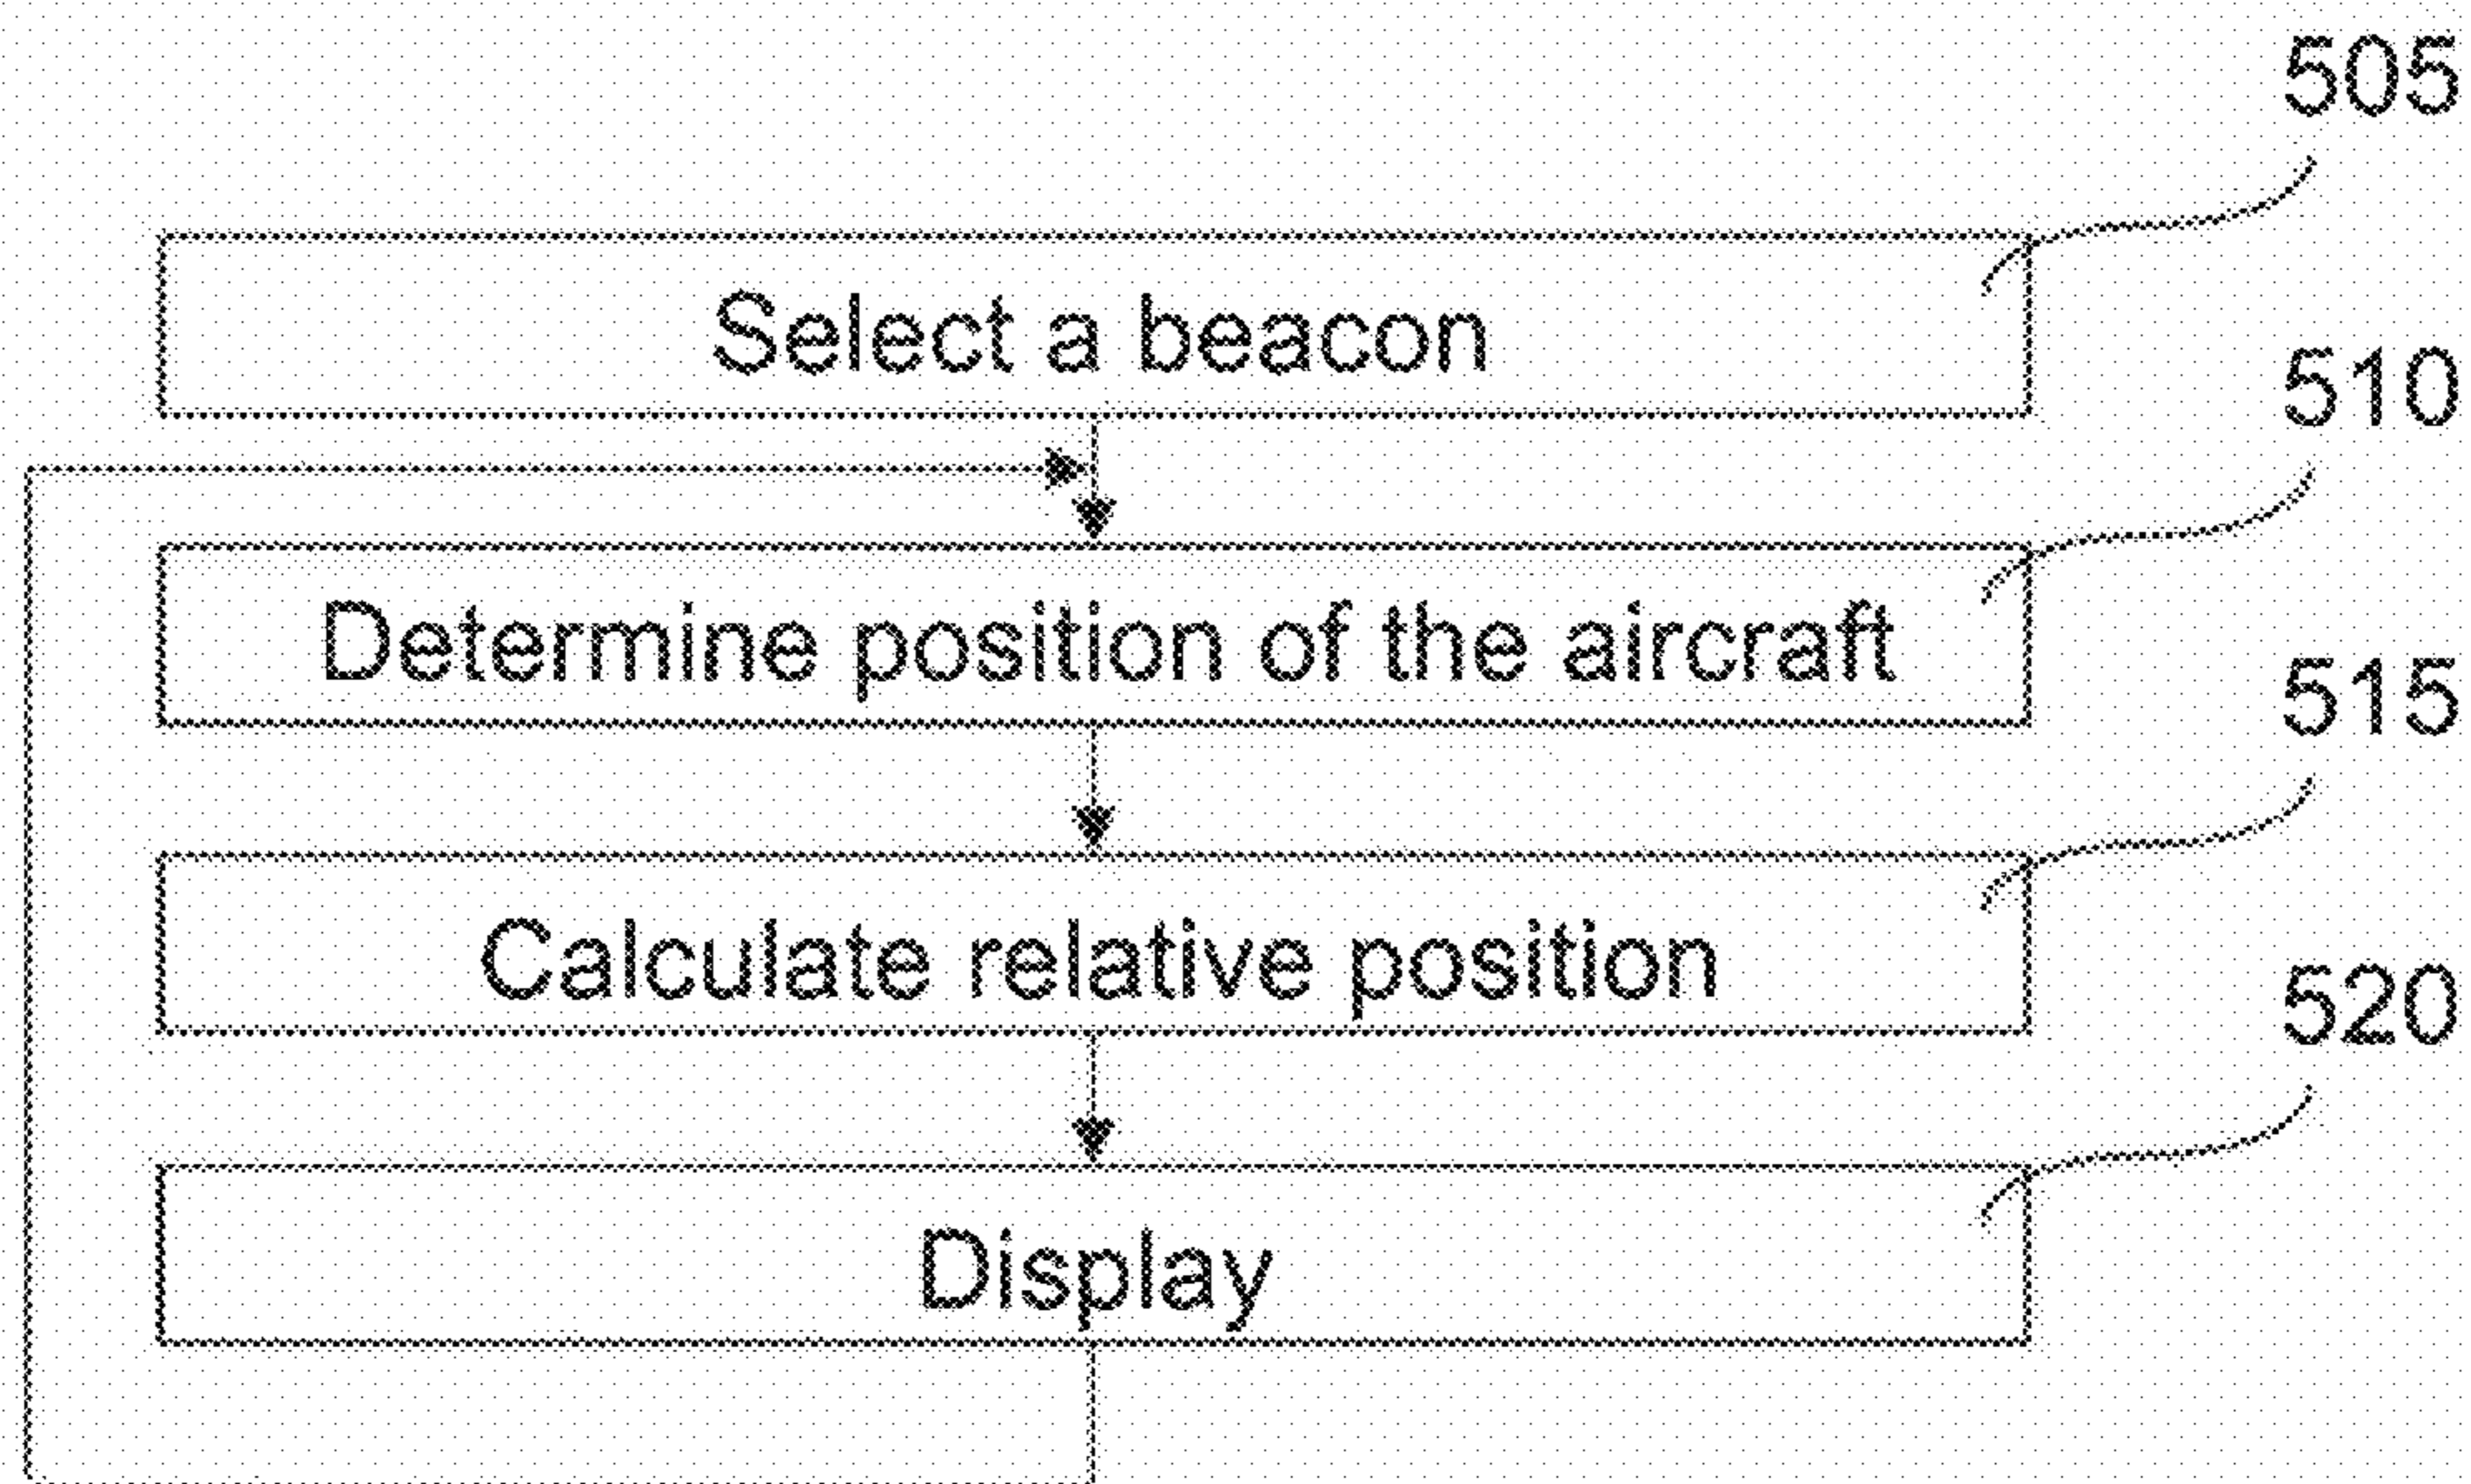 505
Select a beacon
510
Determine position of the aircraft
515
Calculate relative position
520
Display